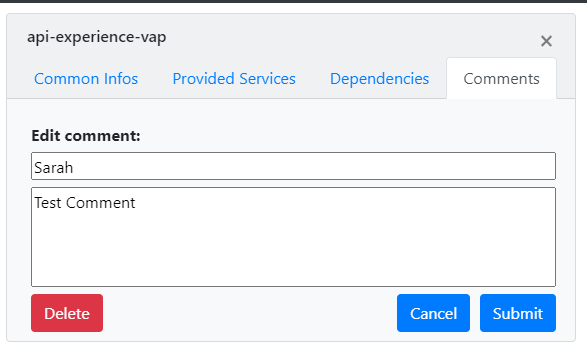 api-experience-vap
×
Common Infos Provided Services Dependencies Comments
Edit comment:
Sarah
Test Comment
Delete Cancel Submit